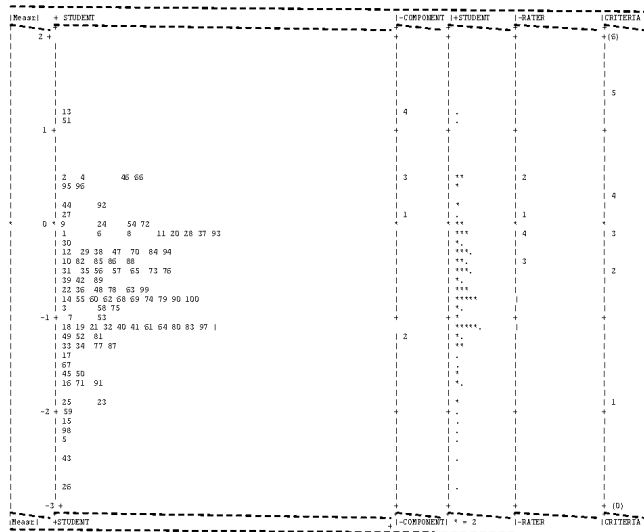 |Measr| + STUDENT |-COMPONENT |+STUDENT |-RATER |CRITERIA
2 + + + + + (6)
| 5
| 13 | 4 | .
| 51 | .
1 + + + + +
| 2 4 46 66 | 3 | ** | 2
| 95 96 | *
| 4
| 44 92 | *
| 27 | 1 | . | 1
* 0 * 9 24 54 72 * * ** * *
| 1 6 8 11 20 28 37 93 | *** | 4 | 3
| 30 | *.
| 12 29 38 47 70 84 94 | ***.
| 10 82 85 86 88 | **. | 3
| 31 35 56 57 65 73 76 | ***. | 2
| 39 42 89 | *.
| 22 36 48 78 63 99 | ***
| 14 55 60 62 68 69 74 79 90 100 | *****
| 3 58 75 | *.
-1 + 7 53 + + * + +
| 18 19 21 32 40 41 61 64 80 83 97 | | *****.
| 49 52 81 | 2 | *.
| 33 34 77 87 | **
| 17 | .
| 67 | .
| 45 50 | *
| 16 71 91 | *.
| 25 23 | * | 1
-2 + 59 + + . + +
| 15 | .
| 98 | .
| 5 | .
| 43 | .
| 26 | .
-3 + + + + + (0)
|Measr| +STUDENT |-COMPONENT| * = 2 |-RATER |CRITERIA